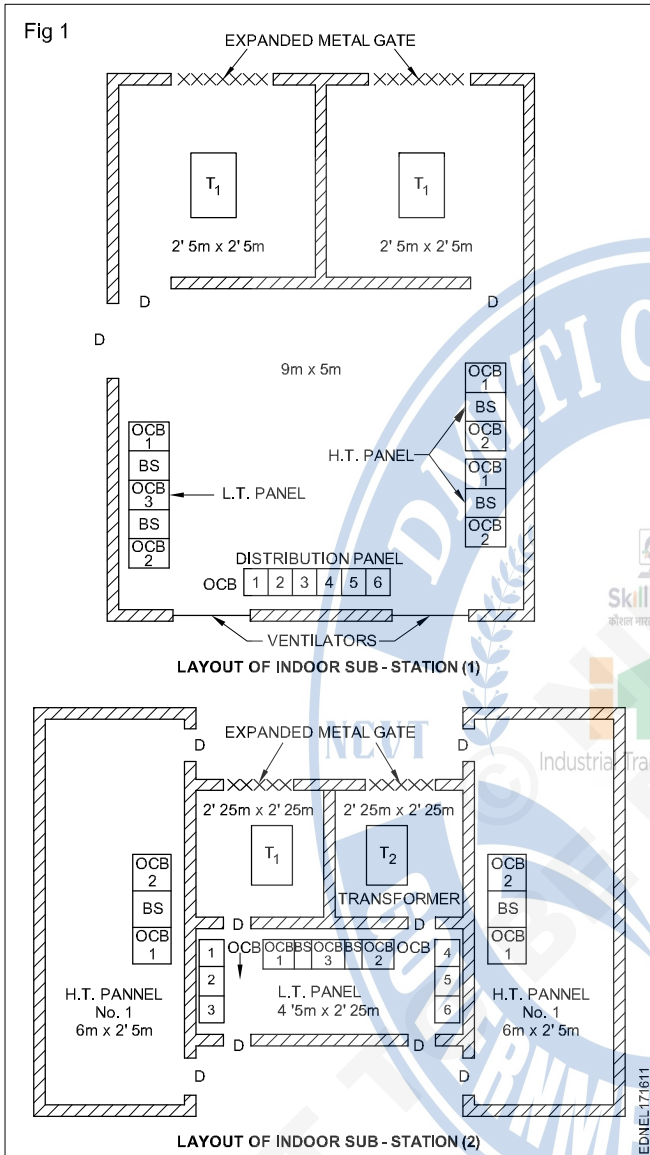 Fig 1
EXPANDED METAL GATE
T1
T1
2' 5m x 2' 5m
2' 5m x 2' 5m
D
D
D
9m x 5m
OCB
1
BS
OCB
2
OCB
1
BS
OCB
2
H.T. PANEL
OCB
1
BS
OCB
3
BS
OCB
2
L.T. PANEL
DISTRIBUTION PANEL
OCB 1 2 3 4 5 6
VENTILATORS
LAYOUT OF INDOOR SUB - STATION (1)
EXPANDED METAL GATE
D
D
2' 25m x 2' 25m
2' 25m x 2' 25m
T1
T2
TRANSFORMER
OCB
2
BS
OCB
1
H.T. PANNEL
No. 1
6m x 2' 5m
D
D
1
2
3
OCB
OCB 1 BS OCB 3 BS OCB 2
OCB
4
5
6
L.T. PANEL
4 '5m x 2' 25m
D
D
OCB
2
BS
OCB
1
H.T. PANNEL
No. 1
6m x 2' 5m
D
D
LAYOUT OF INDOOR SUB - STATION (2)
EDNEL171611
DMITI
NCVT
Skill
कौशल
Industrial Tra